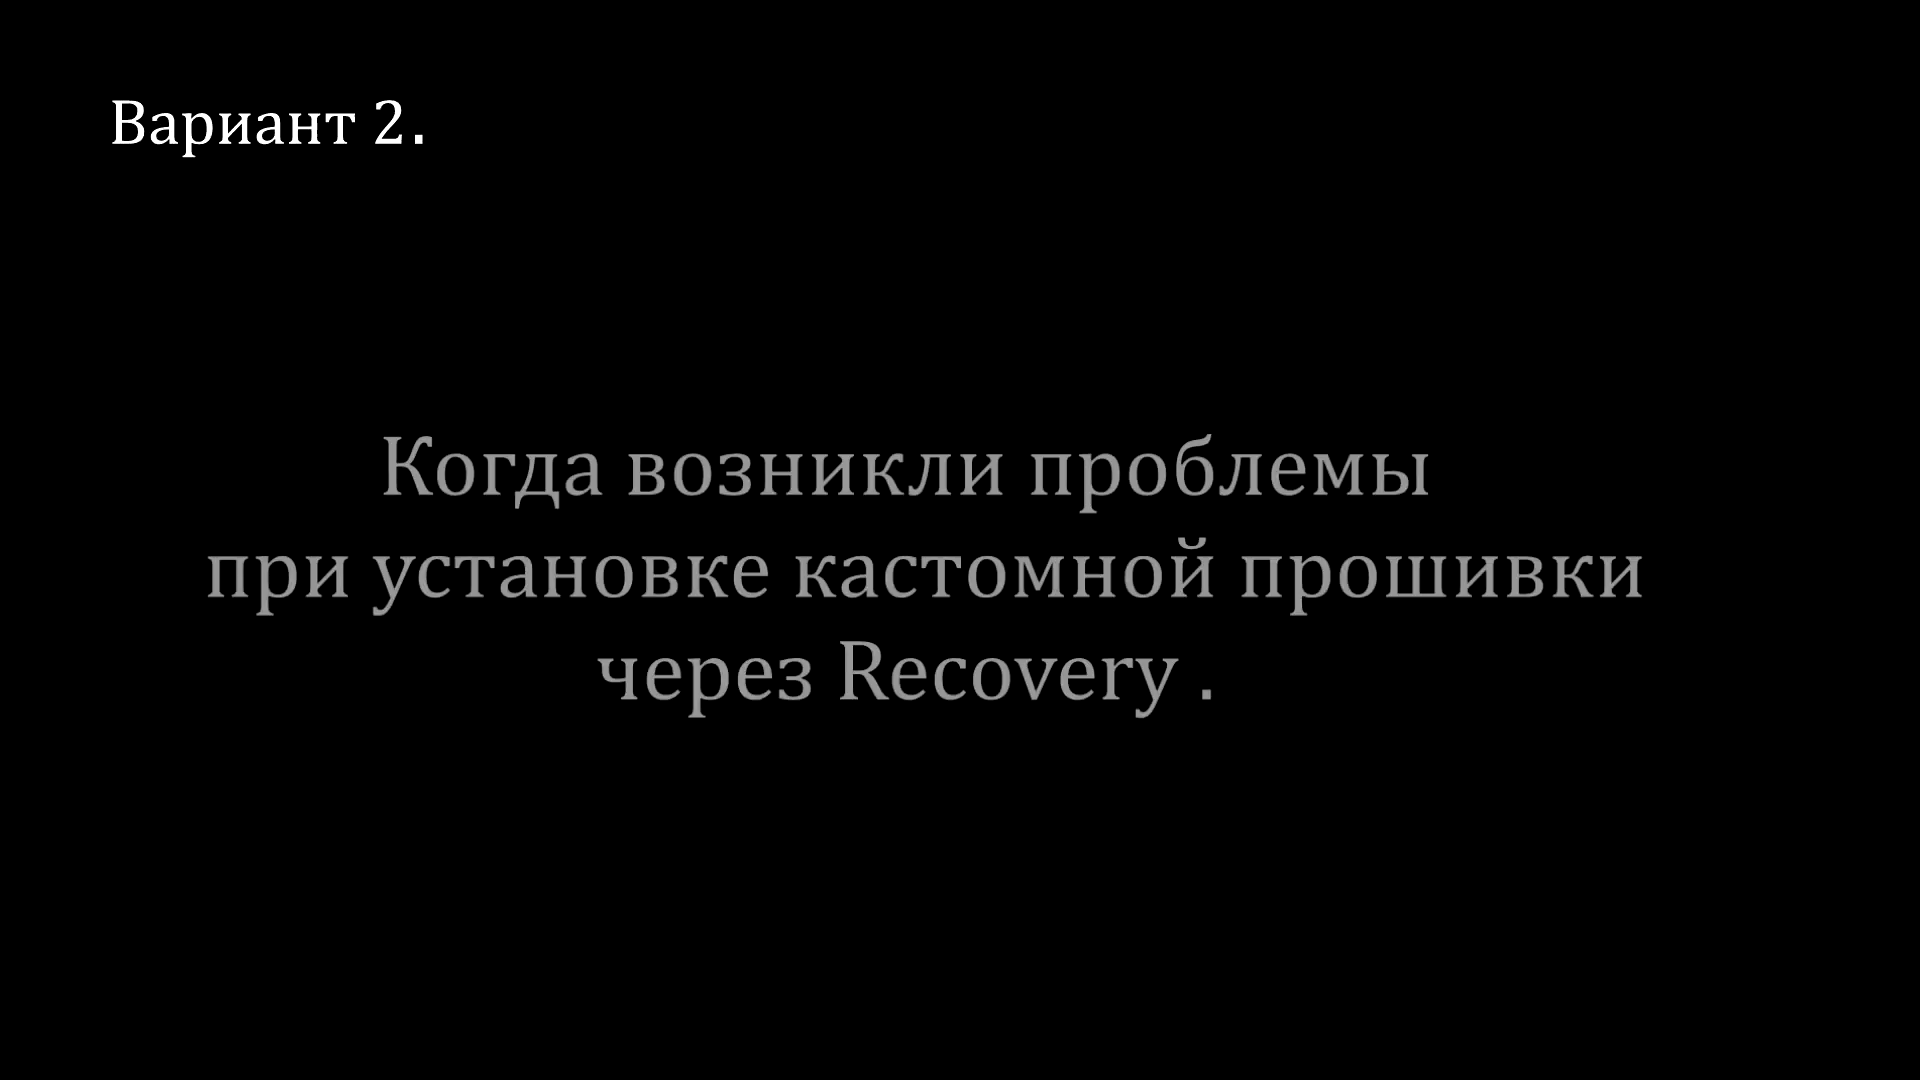 Вариант 2.
Когда возникли проблемы
при установке кастомной прошивки
через Recovery .